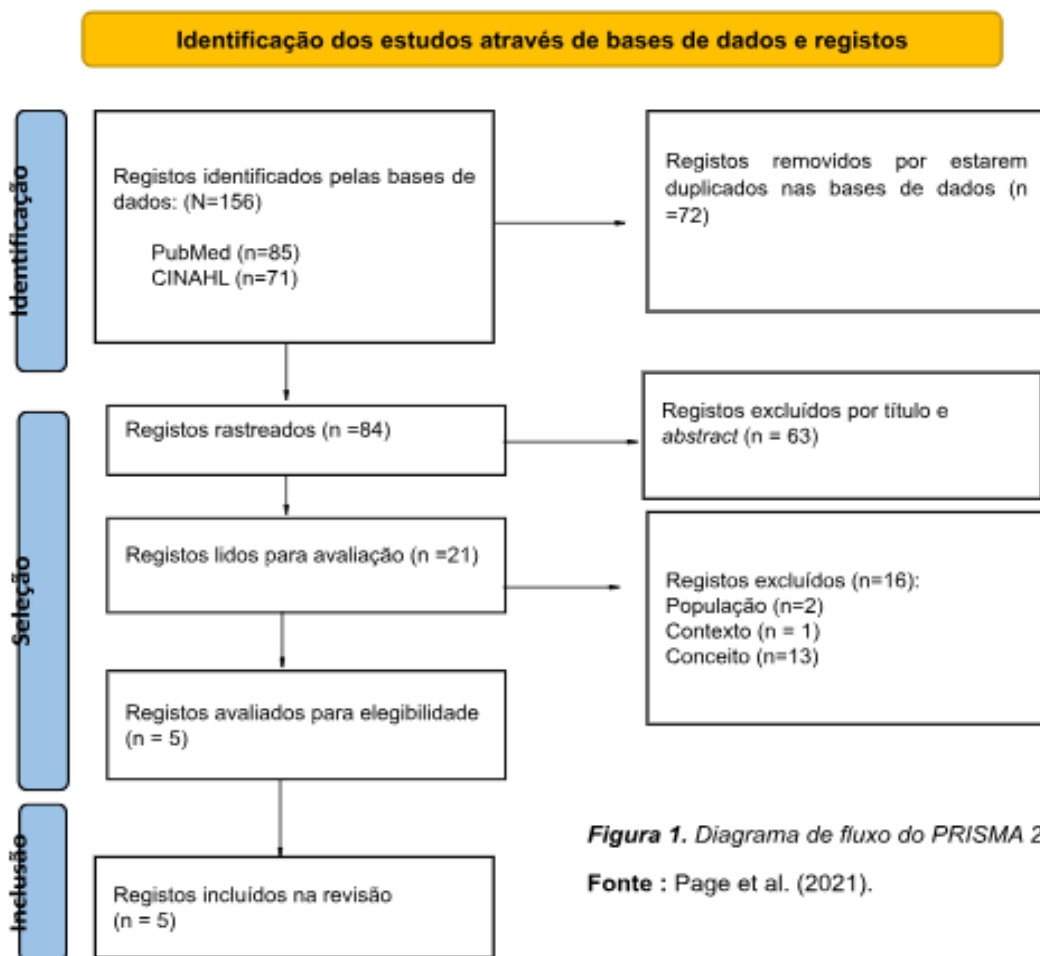 Identificação dos estudos através de bases de dados e registos
Identificação
Registos identificados pelas bases de
dados: (N=156)
PubMed (n=85)
CINAHL (n=71)
Registos removidos por estarem
duplicados nas bases de dados (n
=72)
Seleção
Registos rastreados (n =84)
Registos excluídos por título e
abstract (n = 63)
Registos lidos para avaliação (n =21)
Registos excluídos (n=16):
População (n=2)
Contexto (n = 1)
Conceito (n=13)
Registos avaliados para elegibilidade
(n = 5)
Inclusão
Registos incluídos na revisão
(n = 5)
Figura 1. Diagrama de fluxo do PRISMA 2
Fonte : Page et al. (2021).